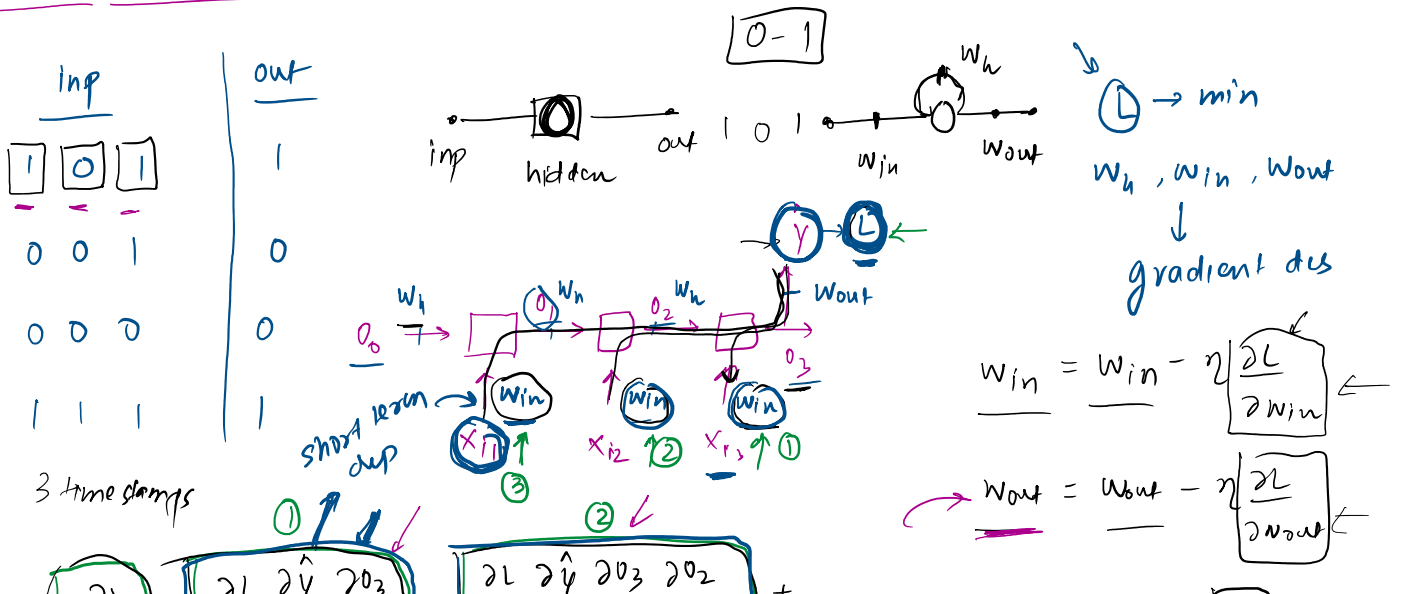 0 - 1
inp out
1 0 1 1
0 0 1 0
0 0 0 0
1 1 1 1
3 timestamps
inp hidden out
1 0 1
Win Wh Wout
L → min
Wh , Win , Wout
↓
gradient des
Y → L
Wout
O0 Wh O1 Wh O2 Wh O3
Win Win Win
short term dep
Xi1 Xi2 Xi3
③ ② ①
Win = Win - η ∂L/∂Win
Wout = Wout - η ∂L/∂Wout
① ②
∂L ∂ŷ ∂O3
∂L ∂ŷ ∂O3 ∂O2 +